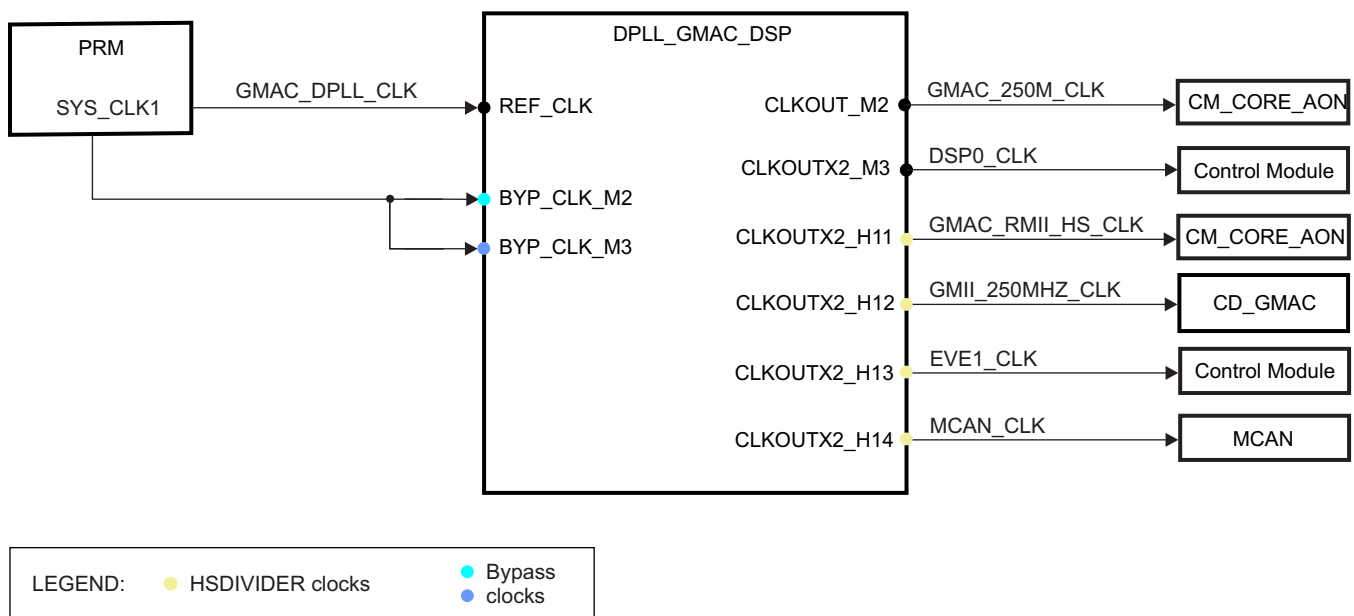 DPLL_GMAC_DSP
PRM
SYS_CLK1
GMAC_DPLL_CLK
REF_CLK
BYP_CLK_M2
BYP_CLK_M3
CLKOUT_M2
GMAC_250M_CLK
CM_CORE_AON
CLKOUTX2_M3
DSP0_CLK
Control Module
CLKOUTX2_H11
GMAC_RMII_HS_CLK
CM_CORE_AON
CLKOUTX2_H12
GMII_250MHZ_CLK
CD_GMAC
CLKOUTX2_H13
EVE1_CLK
Control Module
CLKOUTX2_H14
MCAN_CLK
MCAN
LEGEND:
HSDIVIDER clocks
Bypass
clocks